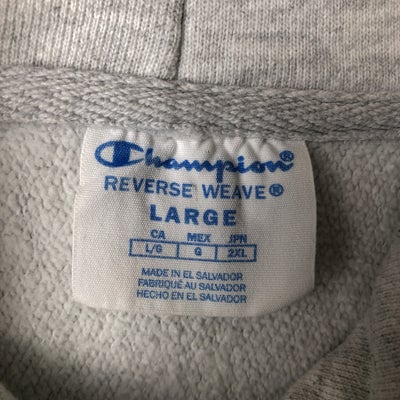 Champion®
REVERSE WEAVE®
LARGE
CA MEX JPN
L/G G 2XL
MADE IN EL SALVADOR
FABRIQUÉ AU SALVADOR
HECHO EN EL SALVADOR